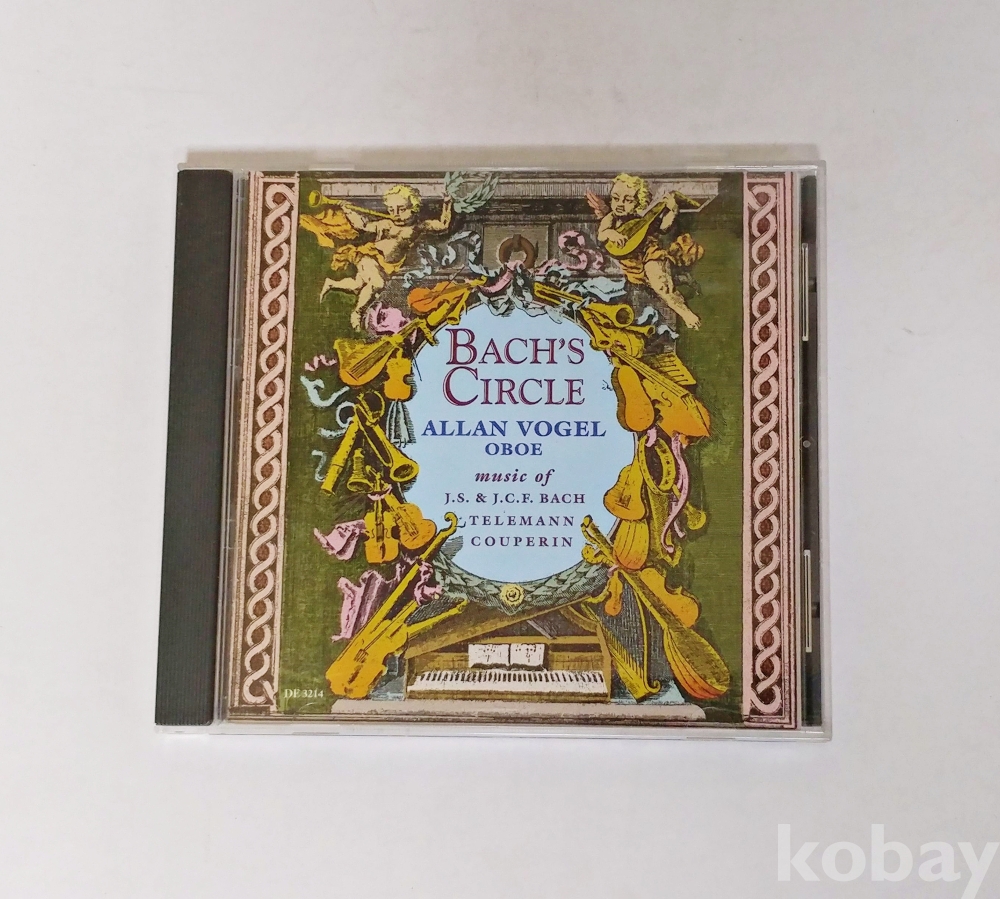 BACH'S
CIRCLE
ALLAN VOGEL
OBOE
music of
J.S. & J.C.F. BACH
TELEMANN
COUPERIN
DE 3214
kobay